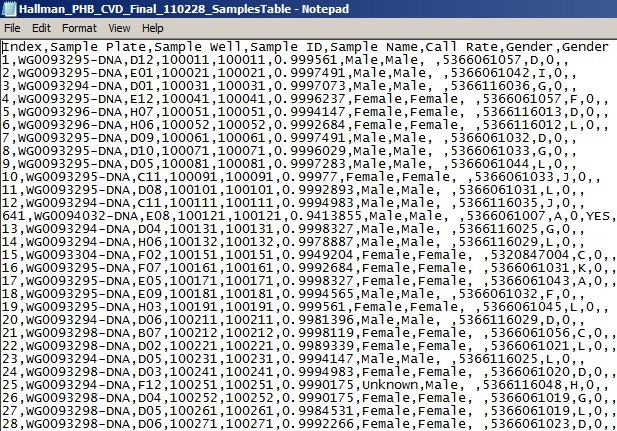 Hallman_PHB_CVD_Final_110228_SamplesTable - Notepad
File Edit Format View Help
Index,Sample Plate,Sample Well,Sample ID,Sample Name,Call Rate,Gender,Gender
1,WG0093295-DNA,D12,100011,100011,0.999561,Male,Male, ,5366061057,D,0,,
2,WG0093295-DNA,E01,100021,100021,0.9997491,Male,Male, ,5366061042,I,0,,
3,WG0093294-DNA,D01,100031,100031,0.9997073,Male,Male, ,5366116036,G,0,,
4,WG0093295-DNA,E12,100041,100041,0.9996237,Female,Female, ,5366061057,F,0,,
5,WG0093296-DNA,H07,100051,100051,0.9994147,Female,Female, ,5366116013,D,0,,
6,WG0093296-DNA,H06,100052,100052,0.9992684,Female,Female, ,5366116012,L,0,,
7,WG0093295-DNA,D09,100061,100061,0.9997491,Male,Male, ,5366061032,D,0,,
8,WG0093295-DNA,D10,100071,100071,0.9996029,Male,Male, ,5366061033,G,0,,
9,WG0093295-DNA,D05,100081,100081,0.9997283,Male,Male, ,5366061044,L,0,,
10,WG0093295-DNA,C11,100091,100091,0.99977,Female,Female, ,5366061033,J,0,,
11,WG0093295-DNA,D08,100101,100101,0.9992893,Male,Male, ,5366061031,L,0,,
12,WG0093294-DNA,C11,100111,100111,0.9994983,Male,Male, ,5366116035,J,0,,
641,WG0094032-DNA,E08,100121,100121,0.9413855,Male,Male, ,5366061007,A,0,YES,
13,WG0093294-DNA,D04,100131,100131,0.9998327,Male,Male, ,5366116025,G,0,,
14,WG0093294-DNA,H06,100132,100132,0.9978887,Male,Male, ,5366116029,L,0,,
15,WG0093304-DNA,F02,100151,100151,0.9949204,Female,Female, ,5320847004,C,0,,
16,WG0093295-DNA,F07,100161,100161,0.9992684,Female,Female, ,5366061031,K,0,,
17,WG0093295-DNA,E05,100171,100171,0.9998327,Female,Female, ,5366061043,A,0,,
18,WG0093295-DNA,E09,100181,100181,0.9994565,Male,Male, ,5366061032,F,0,,
19,WG0093295-DNA,H03,100191,100191,0.999561,Female,Female, ,5366061045,L,0,,
20,WG0093294-DNA,D06,100211,100211,0.9981396,Male,Male, ,5366116029,D,0,,
21,WG0093298-DNA,B07,100212,100212,0.9998119,Female,Female, ,5366061056,C,0,,
22,WG0093298-DNA,D02,100221,100221,0.9989339,Female,Female, ,5366061021,L,0,,
23,WG0093294-DNA,D05,100231,100231,0.9994147,Male,Male, ,5366116025,L,0,,
24,WG0093298-DNA,D03,100241,100241,0.9994983,Female,Female, ,5366061020,D,0,,
25,WG0093294-DNA,F12,100251,100251,0.9990175,Unknown,Male, ,5366116048,H,0,,
26,WG0093298-DNA,D04,100252,100252,0.9990175,Female,Female, ,5366061019,G,0,,
27,WG0093298-DNA,D05,100261,100261,0.9984531,Female,Female, ,5366061019,L,0,,
28,WG0093298-DNA,D06,100271,100271,0.9992266,Female,Female, ,5366061023,D,0,,